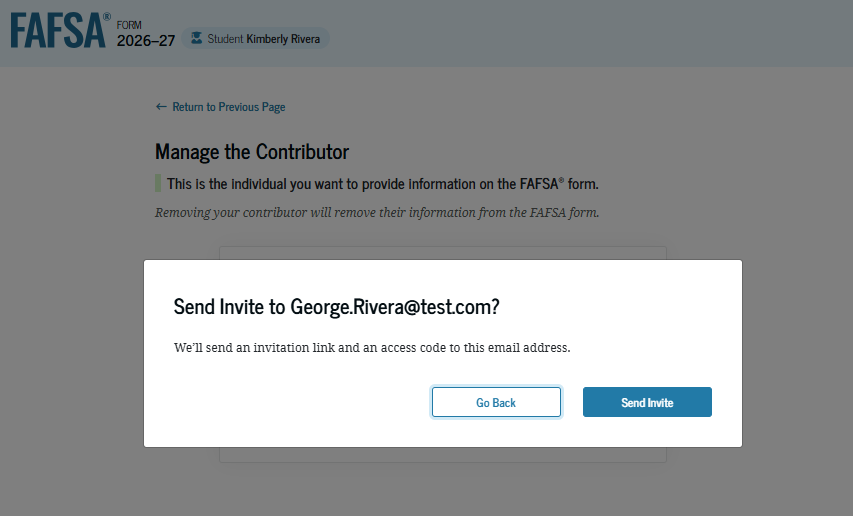 FAFSA® FORM
2026–27
Student Kimberly Rivera
← Return to Previous Page
Manage the Contributor
This is the individual you want to provide information on the FAFSA® form.
Removing your contributor will remove their information from the FAFSA form.
Send Invite to George.Rivera@test.com?
We’ll send an invitation link and an access code to this email address.
Go Back
Send Invite